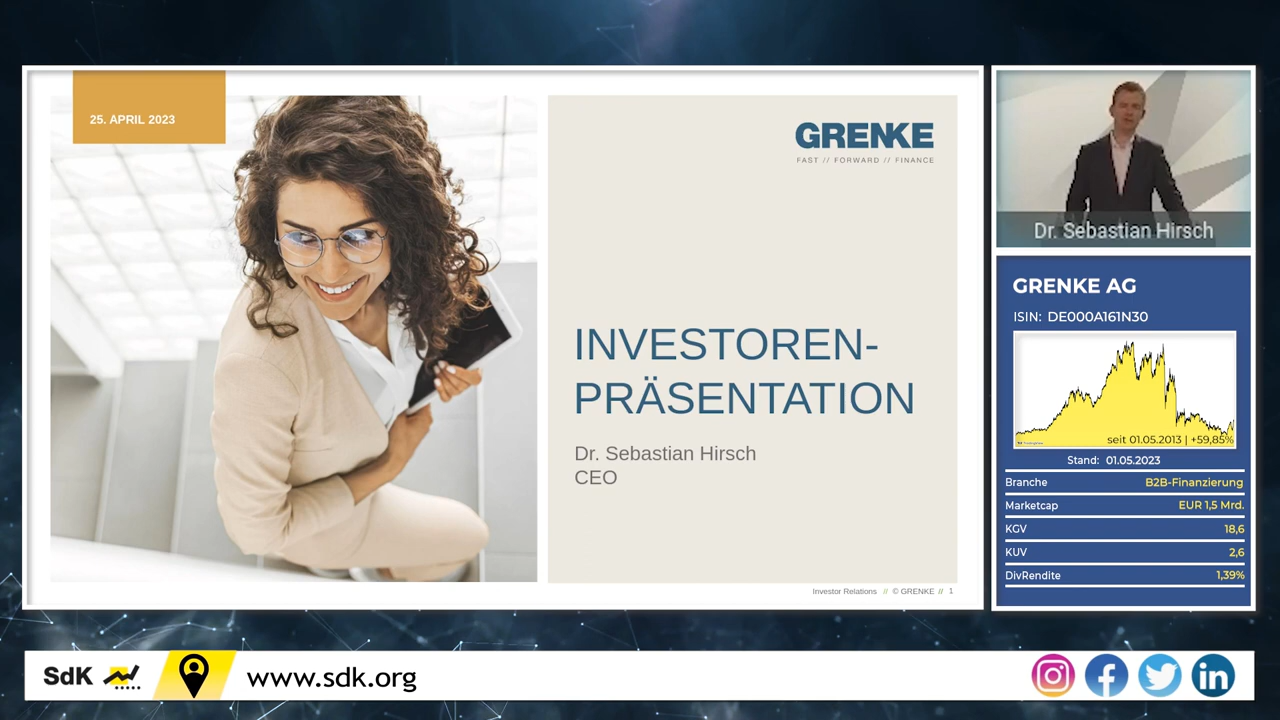 25. APRIL 2023
GRENKE
FAST // FORWARD // FINANCE
INVESTOREN-
PRÄSENTATION
Dr. Sebastian Hirsch
CEO
Investor Relations // © GRENKE // 1
Dr. Sebastian Hirsch
GRENKE AG
ISIN: DE000A161N30
seit 01.05.2013 | +59,85%
Stand: 01.05.2023
Branche B2B-Finanzierung
Marketcap EUR 1,5 Mrd.
KGV 18,6
KUV 2,6
DivRendite 1,39%
SdK
www.sdk.org